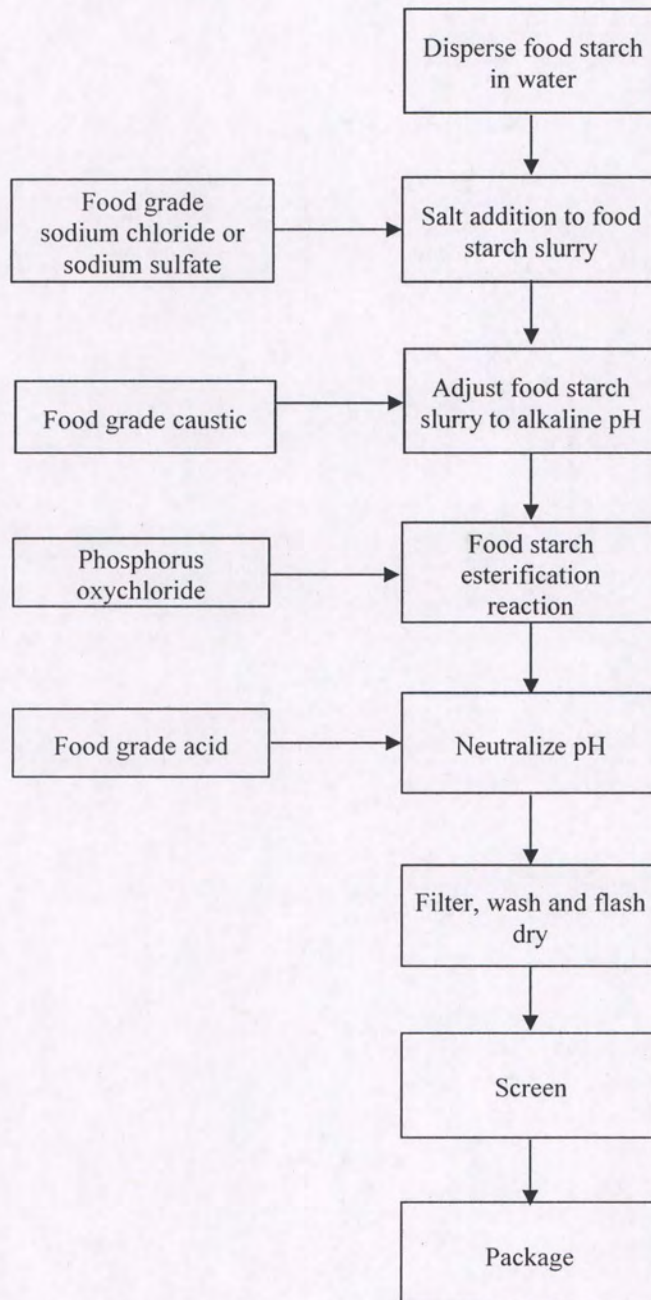 Disperse food starch
in water
Food grade
sodium chloride or
sodium sulfate
Salt addition to food
starch slurry
Food grade caustic
Adjust food starch
slurry to alkaline pH
Phosphorus
oxychloride
Food starch
esterification
reaction
Food grade acid
Neutralize pH
Filter, wash and flash
dry
Screen
Package